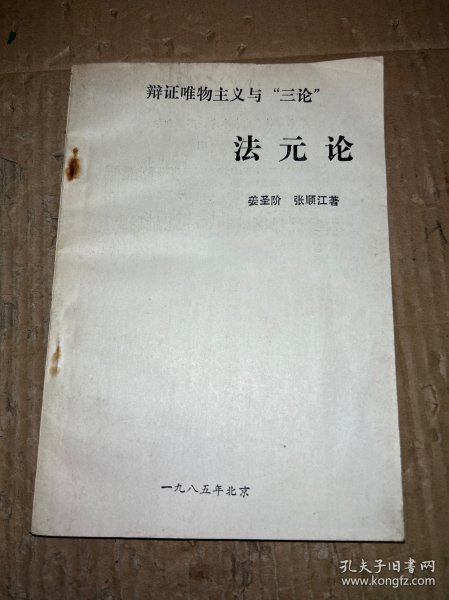 辩证唯物主义与“三论”
法元论
姜圣阶 张顺江著
一九八五年北京
孔夫子旧书网
www.kongfz.com